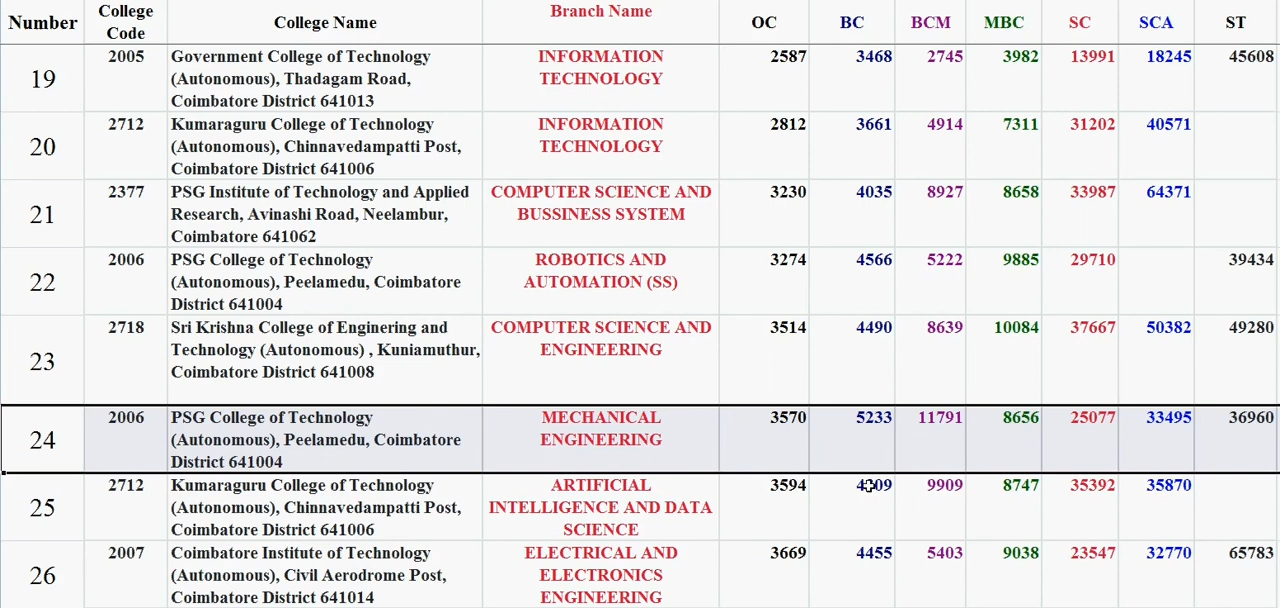 Number College Code College Name Branch Name OC BC BCM MBC SC SCA ST
19 2005 Government College of Technology INFORMATION 2587 3468 2745 3982 13991 18245 45608
(Autonomous), Thadagam Road, TECHNOLOGY
Coimbatore District 641013
20 2712 Kumaraguru College of Technology INFORMATION 2812 3661 4914 7311 31202 40571
(Autonomous), Chinnavedampatti Post, TECHNOLOGY
Coimbatore District 641006
21 2377 PSG Institute of Technology and Applied COMPUTER SCIENCE AND 3230 4035 8927 8658 33987 64371
Research, Avinashi Road, Neelambur, BUSSINESS SYSTEM
Coimbatore 641062
22 2006 PSG College of Technology ROBOTICS AND 3274 4566 5222 9885 29710 39434
(Autonomous), Peelamedu, Coimbatore AUTOMATION (SS)
District 641004
23 2718 Sri Krishna College of Enginering and COMPUTER SCIENCE AND 3514 4490 8639 10084 37667 50382 49280
Technology (Autonomous) , Kuniamuthur, ENGINEERING
Coimbatore District 641008
24 2006 PSG College of Technology MECHANICAL 3570 5233 11791 8656 25077 33495 36960
(Autonomous), Peelamedu, Coimbatore ENGINEERING
District 641004
25 2712 Kumaraguru College of Technology ARTIFICIAL 3594 9909 8747 35392 35870
(Autonomous), Chinnavedampatti Post, INTELLIGENCE AND DATA
Coimbatore District 641006 SCIENCE
26 2007 Coimbatore Institute of Technology ELECTRICAL AND 3669 4455 5403 9038 23547 32770 65783
(Autonomous), Civil Aerodrome Post, ELECTRONICS
Coimbatore District 641014 ENGINEERING